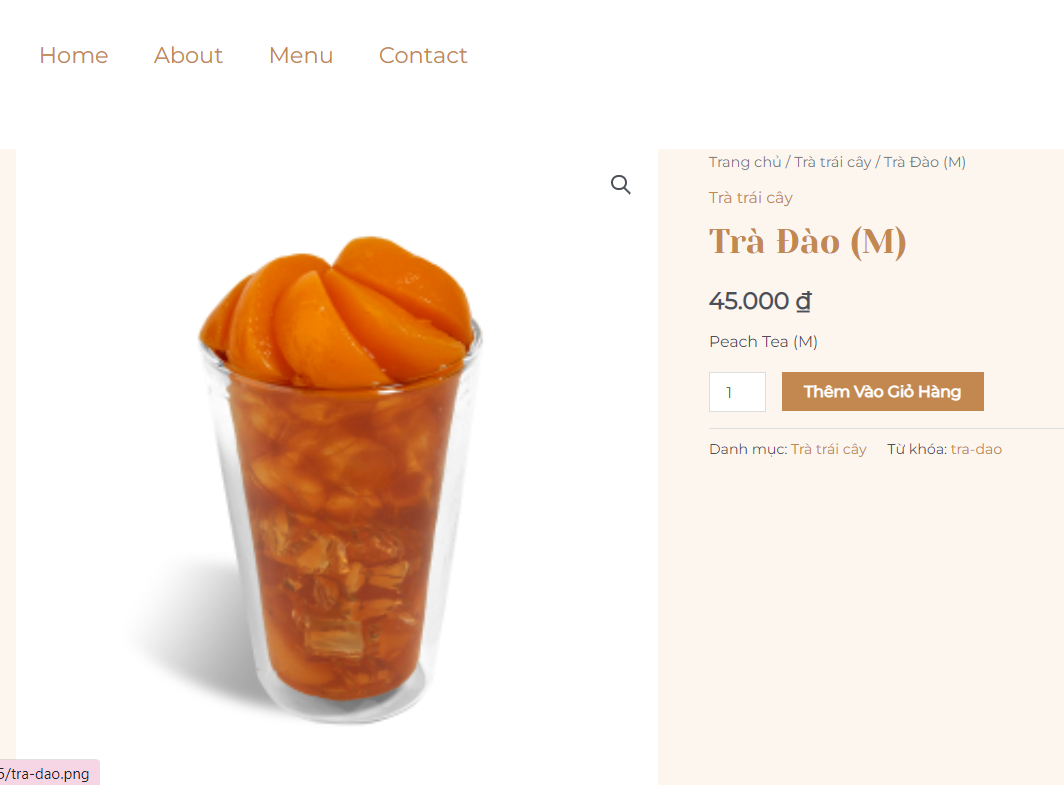 Home About Menu Contact
Trang chủ / Trà trái cây / Trà Đào (M)
Trà trái cây
Trà Đào (M)
45.000 ₫
Peach Tea (M)
1 Thêm Vào Giỏ Hàng
Danh mục: Trà trái cây Từ khóa: tra-dao
5/tra-dao.png